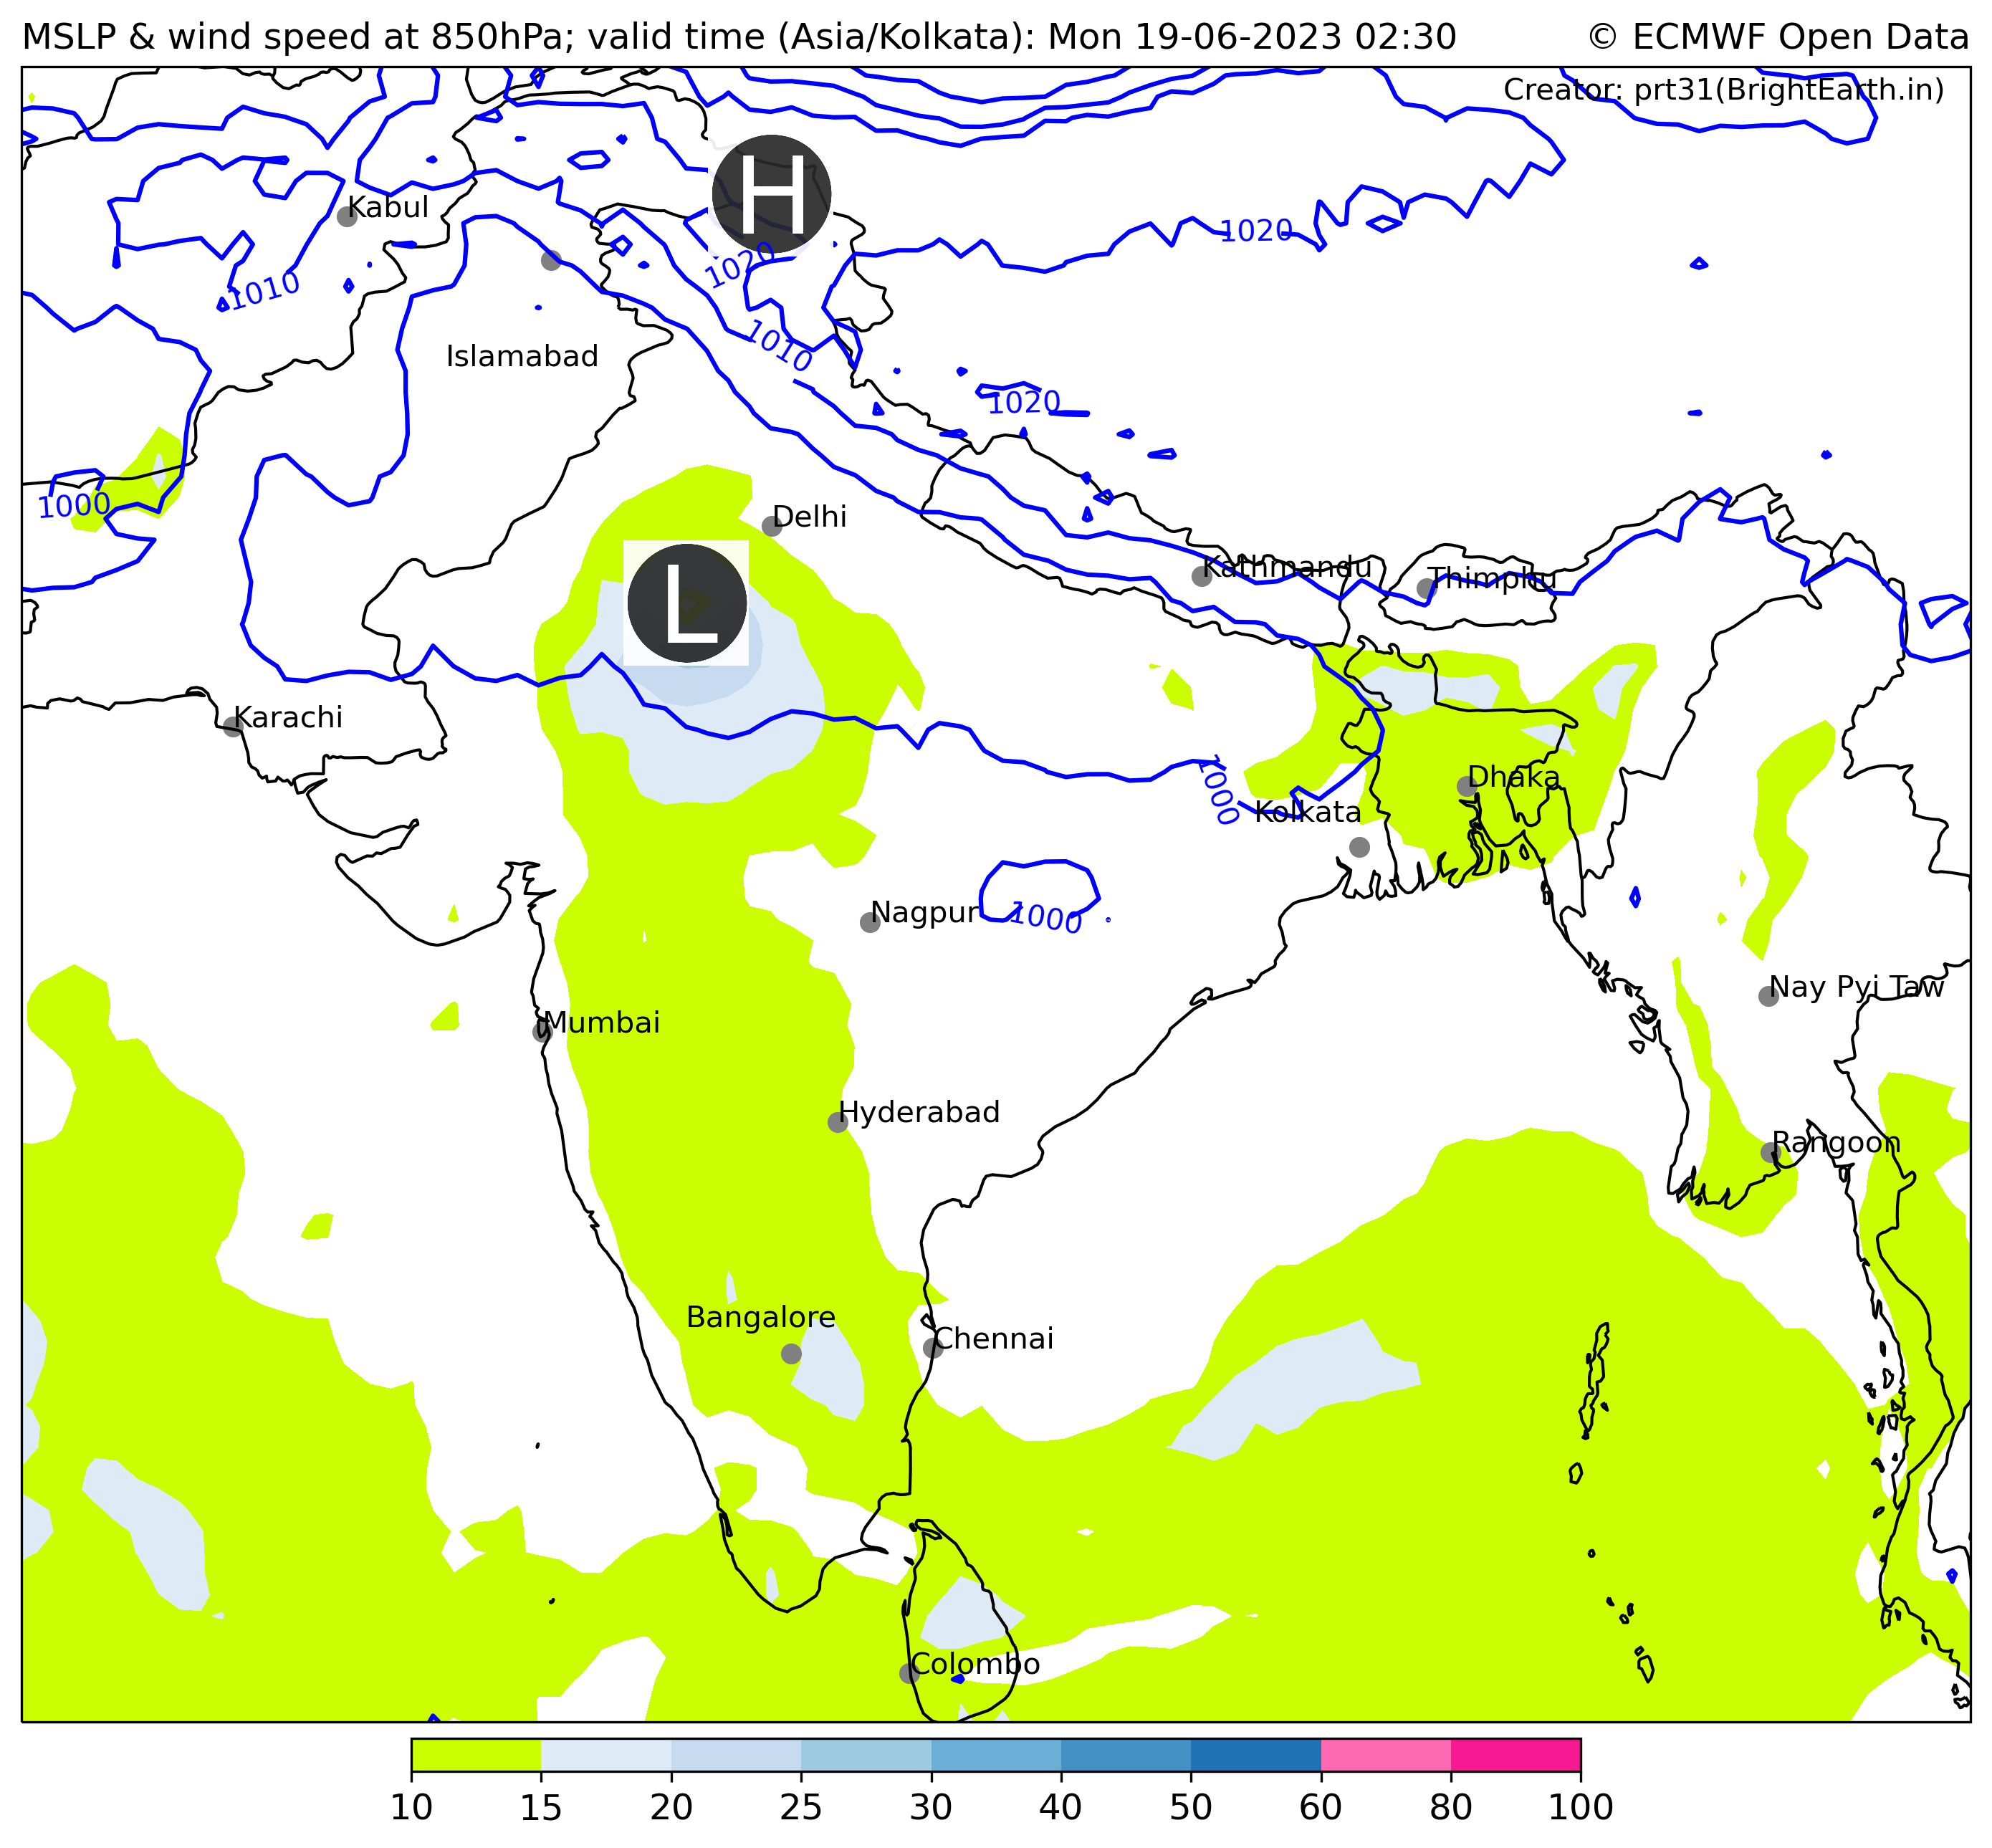 MSLP & wind speed at 850hPa; valid time (Asia/Kolkata): Mon 19-06-2023 02:30
© ECMWF Open Data
Creator: prt31(BrightEarth.in)
H
Kabul
1020
1020
1010
1010
Islamabad
1020
1000
Delhi
Kathmandu
Thimphu
L
Karachi
Dhaka
1000
Kolkata
Nagpur
1000
Nay Pyi Taw
Mumbai
Hyderabad
Rangoon
Bangalore
Chennai
Colombo
10 15 20 25 30 40 50 60 80 100